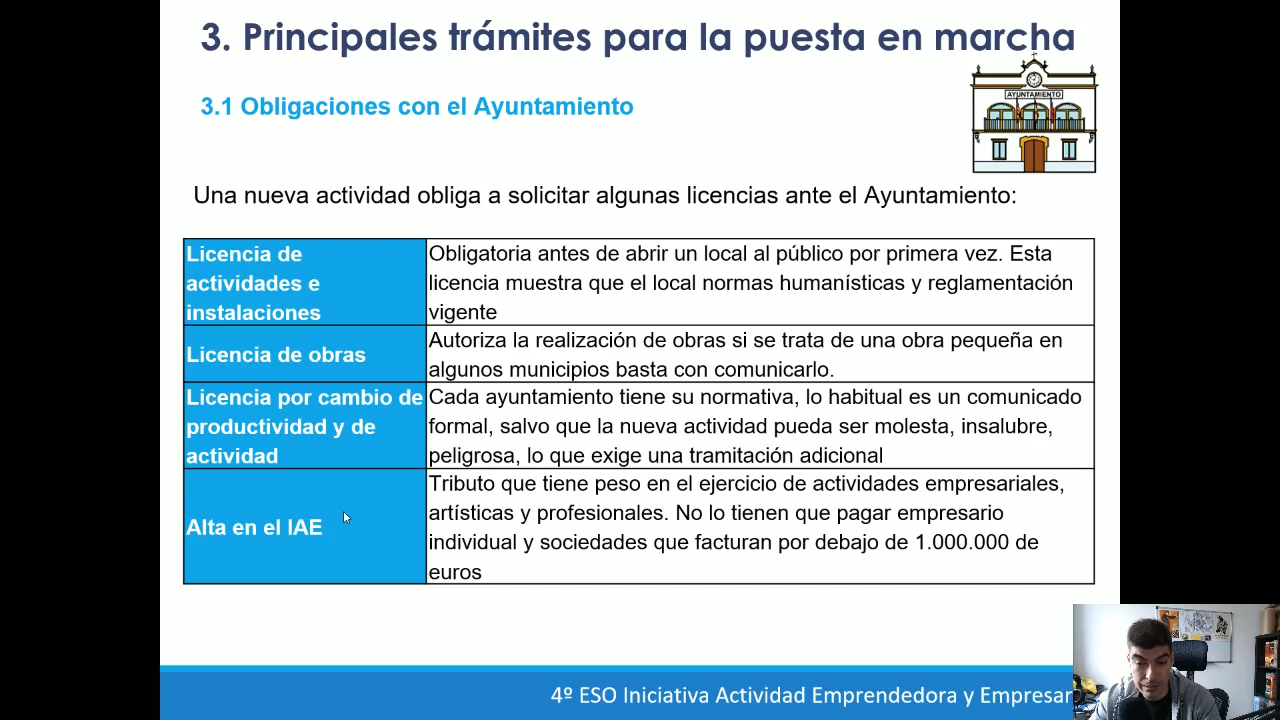 3. Principales trámites para la puesta en marcha
3.1 Obligaciones con el Ayuntamiento
AYUNTAMIENTO
Una nueva actividad obliga a solicitar algunas licencias ante el Ayuntamiento:
Licencia de
actividades e
instalaciones
Obligatoria antes de abrir un local al público por primera vez. Esta
licencia muestra que el local normas humanísticas y reglamentación
vigente
Licencia de obras
Autoriza la realización de obras si se trata de una obra pequeña en
algunos municipios basta con comunicarlo.
Licencia por cambio de
productividad y de
actividad
Cada ayuntamiento tiene su normativa, lo habitual es un comunicado
formal, salvo que la nueva actividad pueda ser molesta, insalubre,
peligrosa, lo que exige una tramitación adicional
Alta en el IAE
Tributo que tiene peso en el ejercicio de actividades empresariales,
artísticas y profesionales. No lo tienen que pagar empresario
individual y sociedades que facturan por debajo de 1.000.000 de
euros
4º ESO Iniciativa Actividad Emprendedora y Empresar